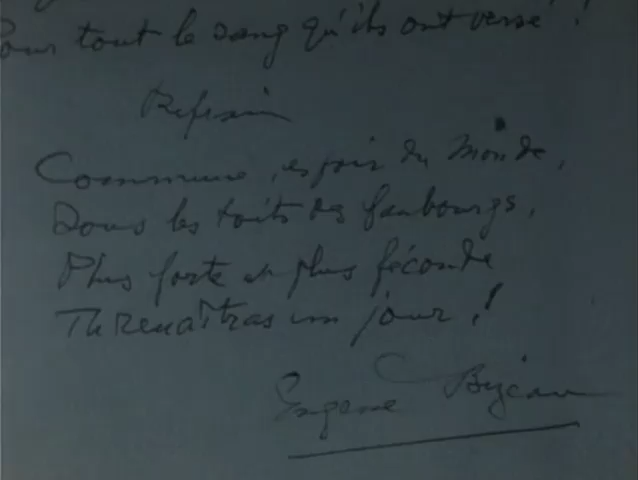 Pour tout le sang qu'ils ont versé !
Refrain
Commune, espoir du Monde,
Sous les toits des faubourgs,
Plus forte et plus féconde
Tu Renaîtras un jour !
Eugène Bizeau